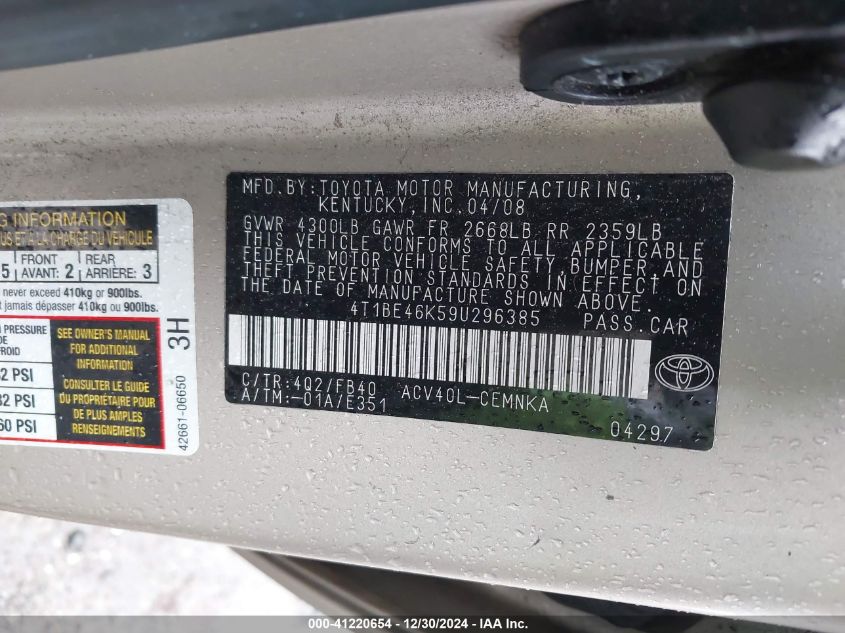 MFD.BY:TOYOTA MOTOR MANUFACTURING,
KENTUCKY, INC.04/08
GVWR 4300LB GAWR FR 2668LB RR 2359LB
THIS VEHICLE CONFORMS TO ALL APPLICABLE
FEDERAL MOTOR VEHICLE SAFETY, BUMPER, AND
THEFT PREVENTION STANDARDS IN EFFECT ON
THE DATE OF MANUFACTURE SHOWN ABOVE.
4T1BE46K59U296385 PASS.CAR
C/TR:4Q2/FB40 ACV40L-CEMNKA
A/TM:-01A/E351
04297
G INFORMATION
US ET À LA CHARGE DU VÉHICULE
5 FRONT REAR
AVANT: 2 ARRIÈRE: 3
never exceed 410kg or 900lbs.
t jamais dépasser 410kg ou 900lb.
PRESSURE
DE
ROID
SEE OWNER'S MANUAL
FOR ADDITIONAL
INFORMATION
CONSULTER LE GUIDE
DU PROPRIÉTAIRE POUR
DE PLUS AMPLES
RENSEIGNEMENTS
32 PSI
32 PSI
60 PSI
3H
42661-06650
000-41220654 - 12/30/2024 - IAA Inc.